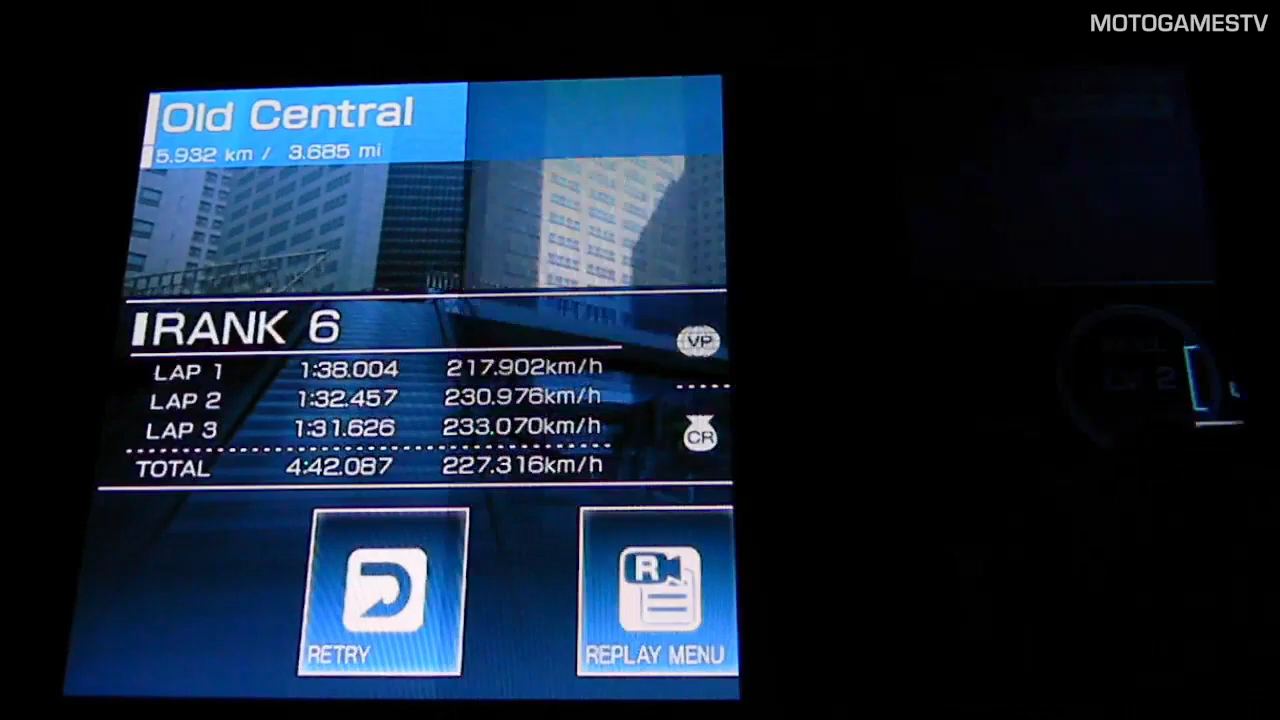 MOTOGAMESTV
Old Central
5.932 km / 3.685 mi
RANK 6
VP
LAP 1 1:38.004 217.902km/h
LAP 2 1:32.457 230.976km/h
LAP 3 1:31.626 233.070km/h
CR
TOTAL 4:42.087 227.316km/h
LV 2
R
RETRY
REPLAY MENU